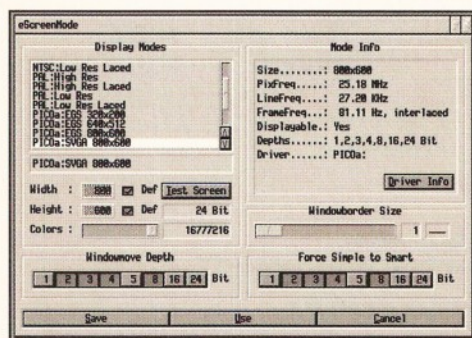 eScreenMode
Display Modes
NTSC:Low Res Laced
PAL:High Res
PAL:High Res Laced
PAL:Low Res
PAL:Low Res Laced
PICOa:EGS 320x200
PICOa:EGS 640x512
PICOa:EGS 800x600
PICOa:SVGA 800x600
PICOa:SVGA 800x600
Width : 800 Def Test Screen
Height : 600 Def 24 Bit
Colors : 16777216
Mode Info
Size........: 800x600
PixFreq.....: 25.18 MHz
LineFreq....: 27.20 KHz
FrameFreq...: 81.11 Hz, interlaced
Displayable.: Yes
Depths......: 1,2,3,4,8,16,24 Bit
Driver......: PICOa:
Driver Info
Windowborder Size
1
Windowmove Depth
1 2 3 4 5 8 16 24 Bit
Force Simple to Smart
1 2 3 4 5 8 16 24 Bit
Save Use Cancel